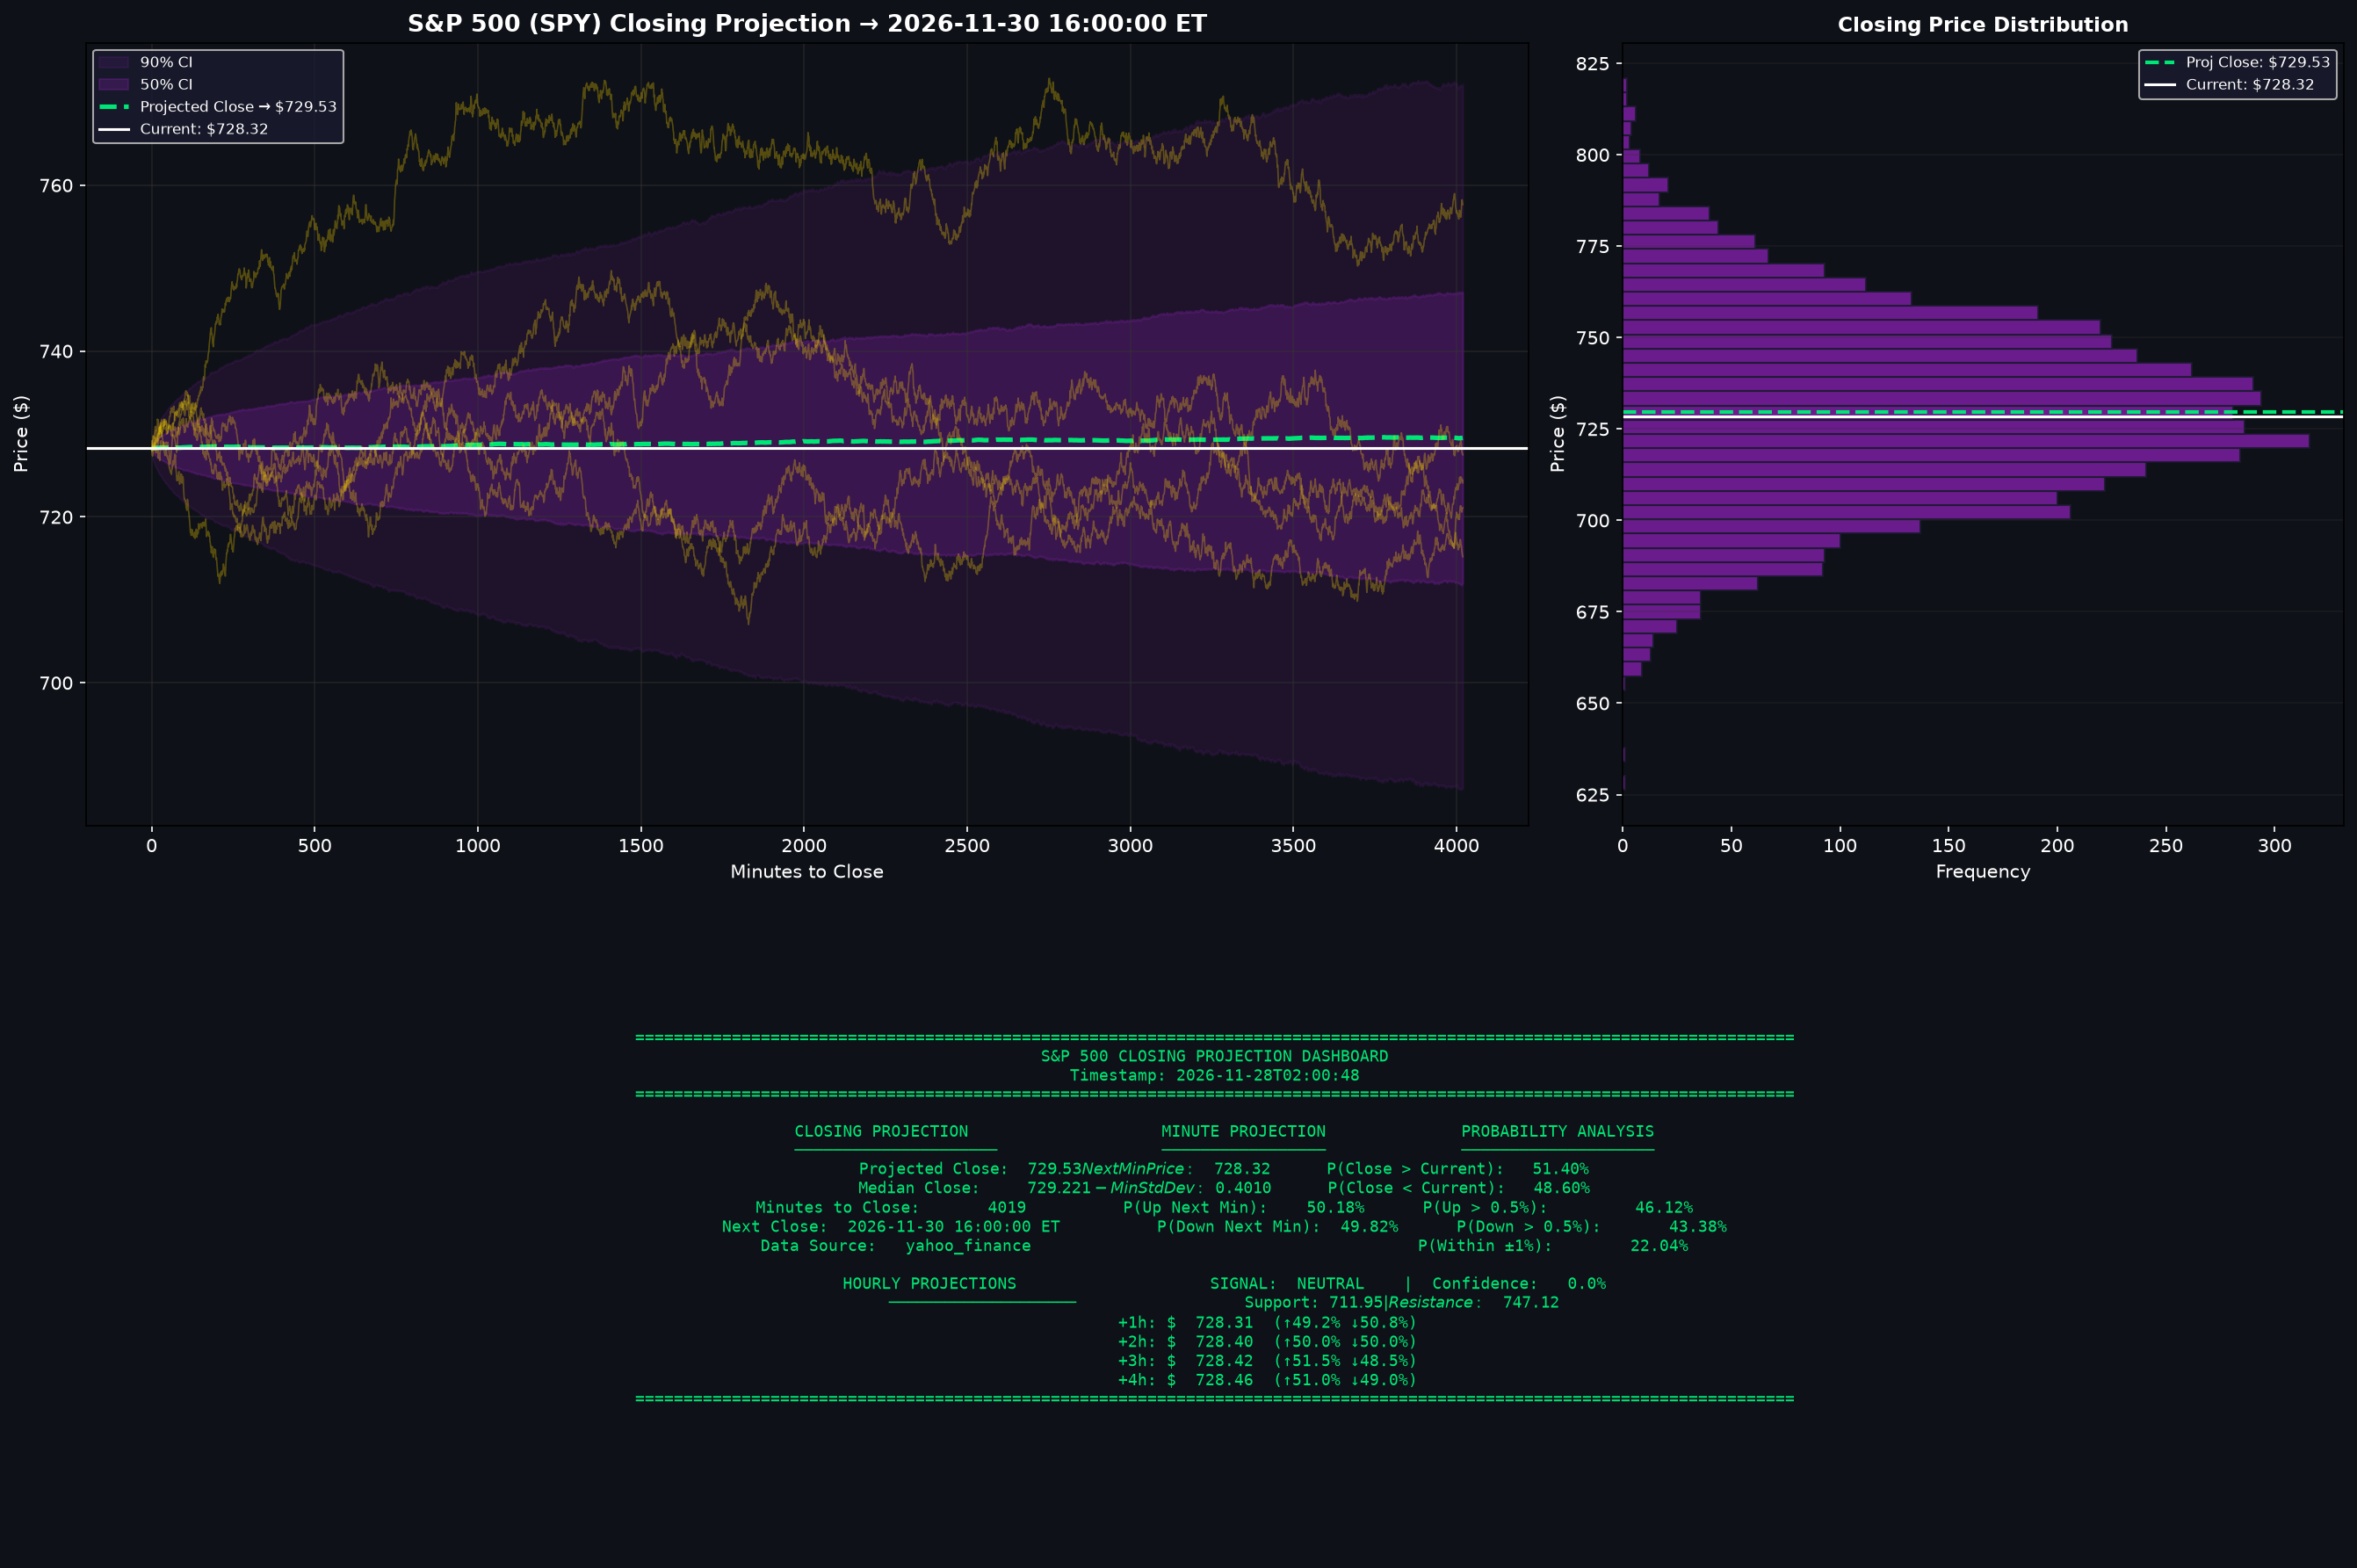 S&P 500 (SPY) Closing Projection → 2026-11-30 16:00:00 ET
90% CI
50% CI
Projected Close → $729.53
Current: $728.32
Price ($)
760
740
720
700
0 500 1000 1500 2000 2500 3000 3500 4000
Minutes to Close
Closing Price Distribution
Proj Close: $729.53
Current: $728.32
Price ($)
825
800
775
750
725
700
675
650
625
0 50 100 150 200 250 300
Frequency
S&P 500 CLOSING PROJECTION DASHBOARD
Timestamp: 2026-11-28T02:00:48
CLOSING PROJECTION MINUTE PROJECTION PROBABILITY ANALYSIS
Projected Close: 729.53NextMinPrice: 728.32 P(Close > Current): 51.40%
Median Close: 729.221−MinStdDev: 0.4010 P(Close < Current): 48.60%
Minutes to Close: 4019 P(Up Next Min): 50.18% P(Up > 0.5%): 46.12%
Next Close: 2026-11-30 16:00:00 ET P(Down Next Min): 49.82% P(Down > 0.5%): 43.38%
Data Source: yahoo_finance P(Within ±1%): 22.04%
HOURLY PROJECTIONS SIGNAL: NEUTRAL | Confidence: 0.0%
Support: 711.95|Resistance: 747.12
+1h: $ 728.31 (↑49.2% ↓50.8%)
+2h: $ 728.40 (↑50.0% ↓50.0%)
+3h: $ 728.42 (↑51.5% ↓48.5%)
+4h: $ 728.46 (↑51.0% ↓49.0%)